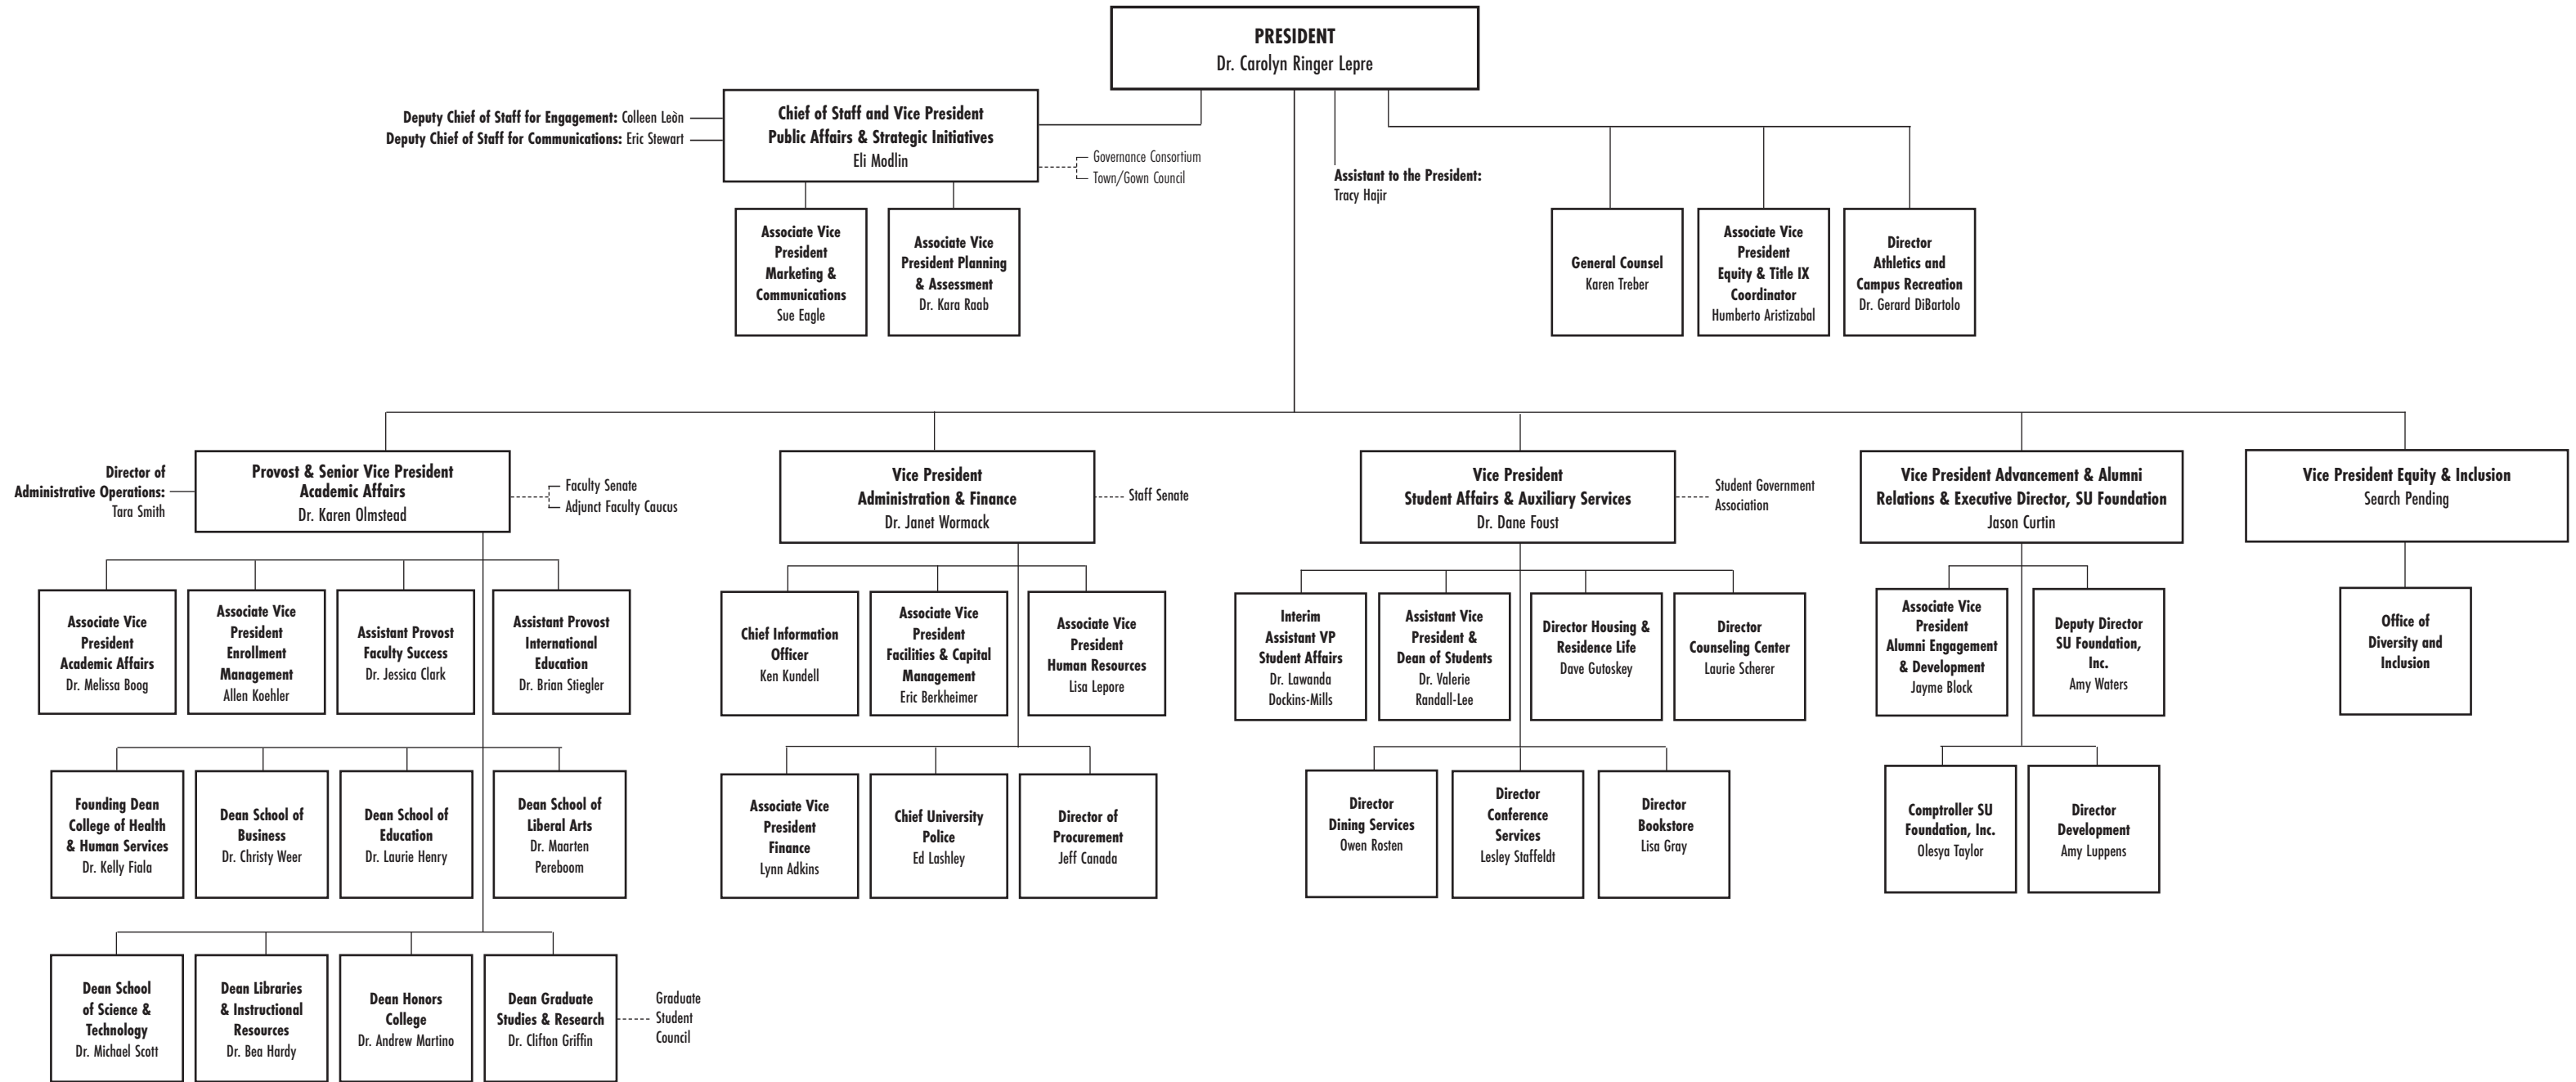 PRESIDENT
Dr. Carolyn Ringer Lepre
Deputy Chief of Staff for Engagement: Colleen Leòn
Deputy Chief of Staff for Communications: Eric Stewart
Chief of Staff and Vice President
Public Affairs & Strategic Initiatives
Eli Modlin
Governance Consortium
Town/Gown Council
Assistant to the President:
Tracy Hajir
Associate Vice
President
Marketing &
Communications
Sue Eagle
Associate Vice
President Planning
& Assessment
Dr. Kara Raab
General Counsel
Karen Treber
Associate Vice
President
Equity & Title IX
Coordinator
Humberto Aristizabal
Director
Athletics and
Campus Recreation
Dr. Gerard DiBartolo
Director of
Administrative Operations:
Tara Smith
Provost & Senior Vice President
Academic Affairs
Dr. Karen Olmstead
Faculty Senate
Adjunct Faculty Caucus
Vice President
Administration & Finance
Dr. Janet Wormack
Staff Senate
Vice President
Student Affairs & Auxiliary Services
Dr. Dane Foust
Student Government
Association
Vice President Advancement & Alumni
Relations & Executive Director, SU Foundation
Jason Curtin
Vice President Equity & Inclusion
Search Pending
Associate Vice
President
Academic Affairs
Dr. Melissa Boog
Associate Vice
President
Enrollment
Management
Allen Koehler
Assistant Provost
Faculty Success
Dr. Jessica Clark
Assistant Provost
International
Education
Dr. Brian Stiegler
Chief Information
Officer
Ken Kundell
Associate Vice
President
Facilities & Capital
Management
Eric Berkheimer
Associate Vice
President
Human Resources
Lisa Lepore
Interim
Assistant VP
Student Affairs
Dr. Lawanda
Dockins-Mills
Assistant Vice
President &
Dean of Students
Dr. Valerie
Randall-Lee
Director Housing &
Residence Life
Dave Gutoskey
Director
Counseling Center
Laurie Scherer
Associate Vice
President
Alumni Engagement
& Development
Jayme Block
Deputy Director
SU Foundation,
Inc.
Amy Waters
Office of
Diversity and
Inclusion
Founding Dean
College of Health
& Human Services
Dr. Kelly Fiala
Dean School of
Business
Dr. Christy Weer
Dean School of
Education
Dr. Laurie Henry
Dean School of
Liberal Arts
Dr. Maarten
Pereboom
Associate Vice
President
Finance
Lynn Adkins
Chief University
Police
Ed Lashley
Director of
Procurement
Jeff Canada
Director
Dining Services
Owen Rosten
Director
Conference
Services
Lesley Staffeldt
Director
Bookstore
Lisa Gray
Comptroller SU
Foundation, Inc.
Olesya Taylor
Director
Development
Amy Luppens
Dean School
of Science &
Technology
Dr. Michael Scott
Dean Libraries
& Instructional
Resources
Dr. Bea Hardy
Dean Honors
College
Dr. Andrew Martino
Dean Graduate
Studies & Research
Dr. Clifton Griffin
Graduate
Student
Council